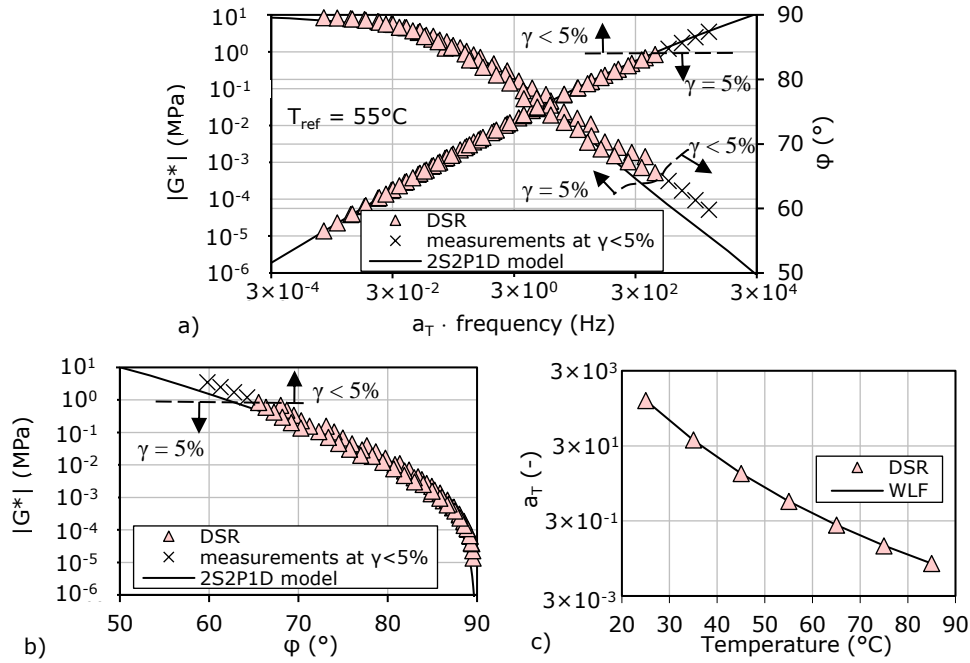 10¹
10⁰
10⁻¹
10⁻²
10⁻³
10⁻⁴
10⁻⁵
10⁻⁶
|G*| (MPa)
90
80
70
60
50
φ (°)
γ < 5%
γ = 5%
T_ref = 55°C
γ < 5%
γ = 5%
DSR
measurements at γ<5%
2S2P1D model
3×10⁻⁴ 3×10⁻² 3×10⁰ 3×10² 3×10⁴
a_T · frequency (Hz)
a)
10¹
10⁰
10⁻¹
10⁻²
10⁻³
10⁻⁴
10⁻⁵
10⁻⁶
|G*| (MPa)
γ < 5%
γ = 5%
DSR
measurements at γ<5%
2S2P1D model
50 60 70 80 90
φ (°)
b)
3×10³
3×10¹
3×10⁻¹
3×10⁻³
a_T (-)
DSR
WLF
20 30 40 50 60 70 80 90
Temperature (°C)
c)